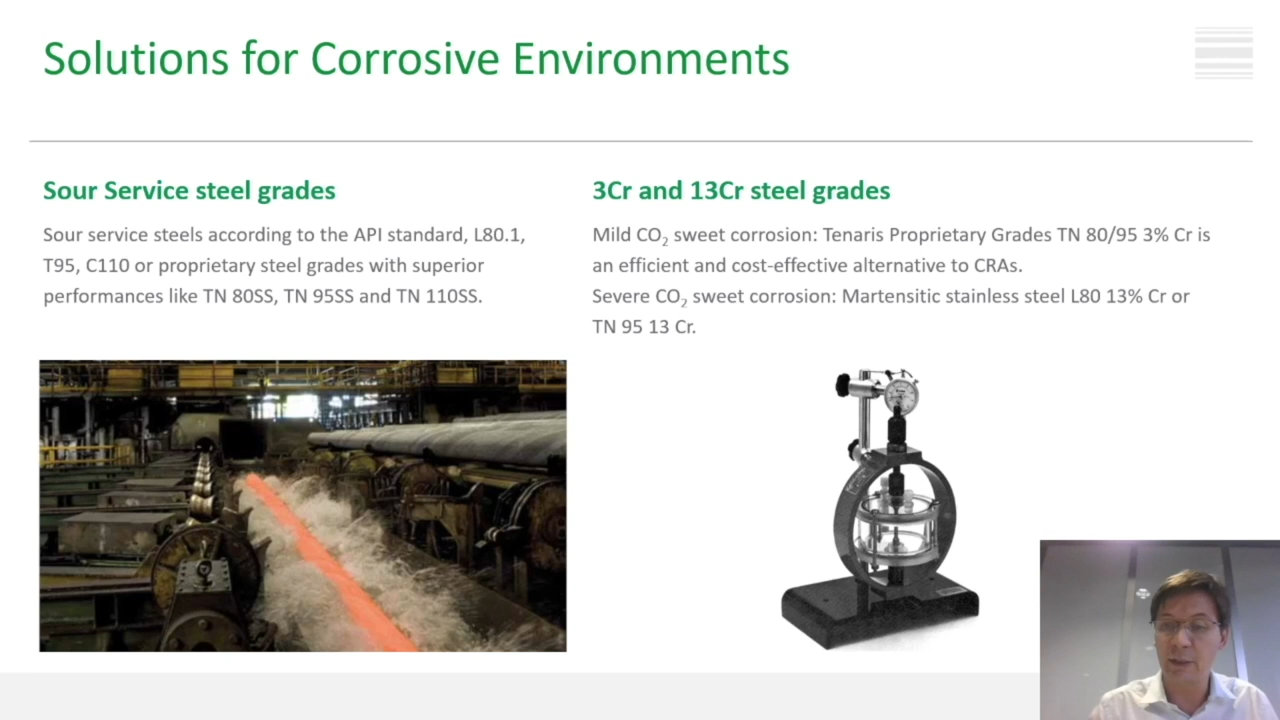 Solutions for Corrosive Environments
Sour Service steel grades
Sour service steels according to the API standard, L80.1,
T95, C110 or proprietary steel grades with superior
performances like TN 80SS, TN 95SS and TN 110SS.
3Cr and 13Cr steel grades
Mild CO₂ sweet corrosion: Tenaris Proprietary Grades TN 80/95 3% Cr is
an efficient and cost-effective alternative to CRAs.
Severe CO₂ sweet corrosion: Martensitic stainless steel L80 13% Cr or
TN 95 13 Cr.